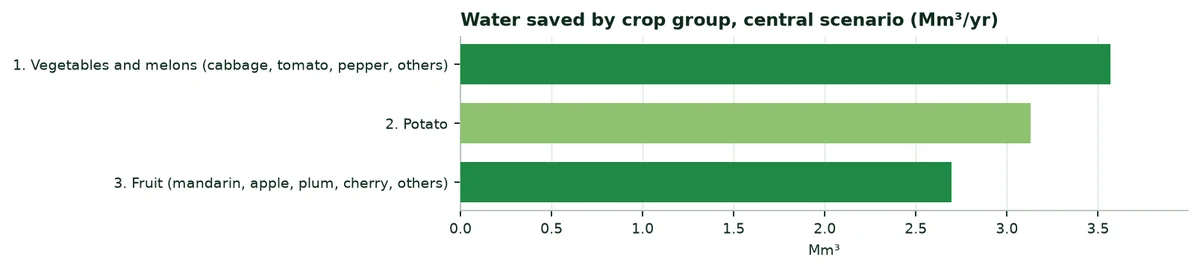 Water saved by crop group, central scenario (Mm³/yr)
1. Vegetables and melons (cabbage, tomato, pepper, others)
2. Potato
3. Fruit (mandarin, apple, plum, cherry, others)
0.0 0.5 1.0 1.5 2.0 2.5 3.0 3.5
Mm³